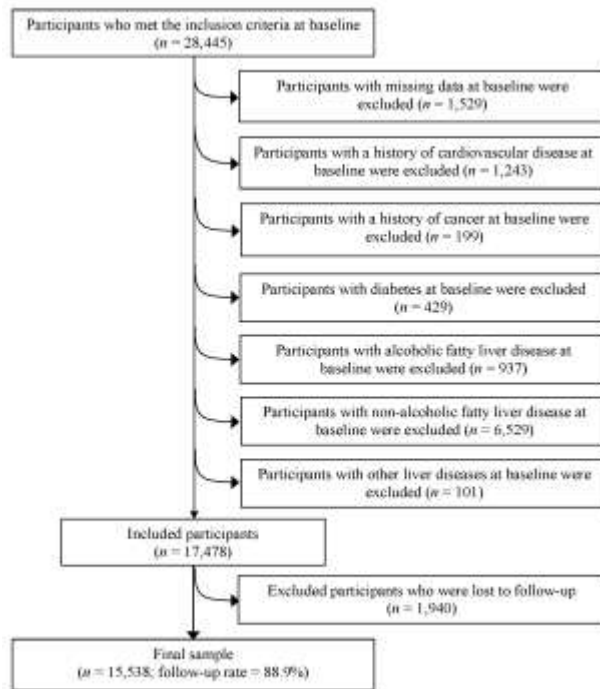 Participants who met the inclusion criteria at baseline
(n = 28,445)
Participants with missing data at baseline were
excluded (n = 1,529)
Participants with a history of cardiovascular disease at
baseline were excluded (n = 1,243)
Participants with a history of cancer at baseline were
excluded (n = 199)
Participants with diabetes at baseline were excluded
(n = 429)
Participants with alcoholic fatty liver disease at
baseline were excluded (n = 937)
Participants with non-alcoholic fatty liver disease at
baseline were excluded (n = 6,529)
Participants with other liver diseases at baseline were
excluded (n = 101)
Included participants
(n = 17,478)
Excluded participants who were lost to follow-up
(n = 1,940)
Final sample
(n = 15,538; follow-up rate = 88.9%)